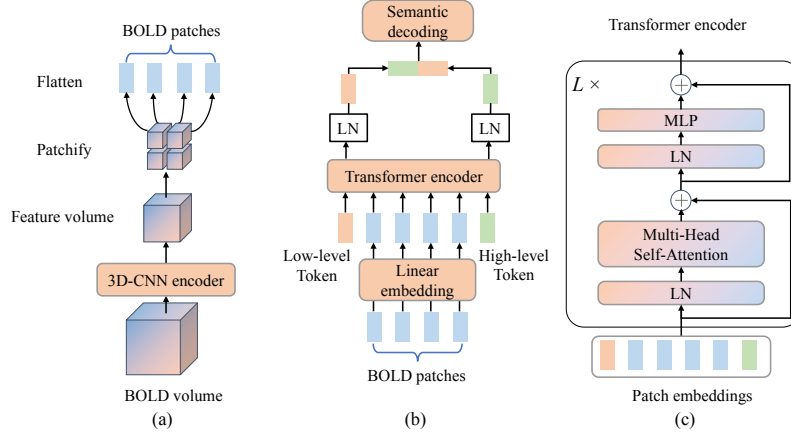 BOLD patches
Flatten
Patchify
Feature volume
3D-CNN encoder
BOLD volume
(a)
Semantic
decoding
LN
LN
Transformer encoder
Low-level
Token
High-level
Token
Linear
embedding
BOLD patches
(b)
Transformer encoder
L ×
MLP
LN
Multi-Head
Self-Attention
LN
Patch embeddings
(c)